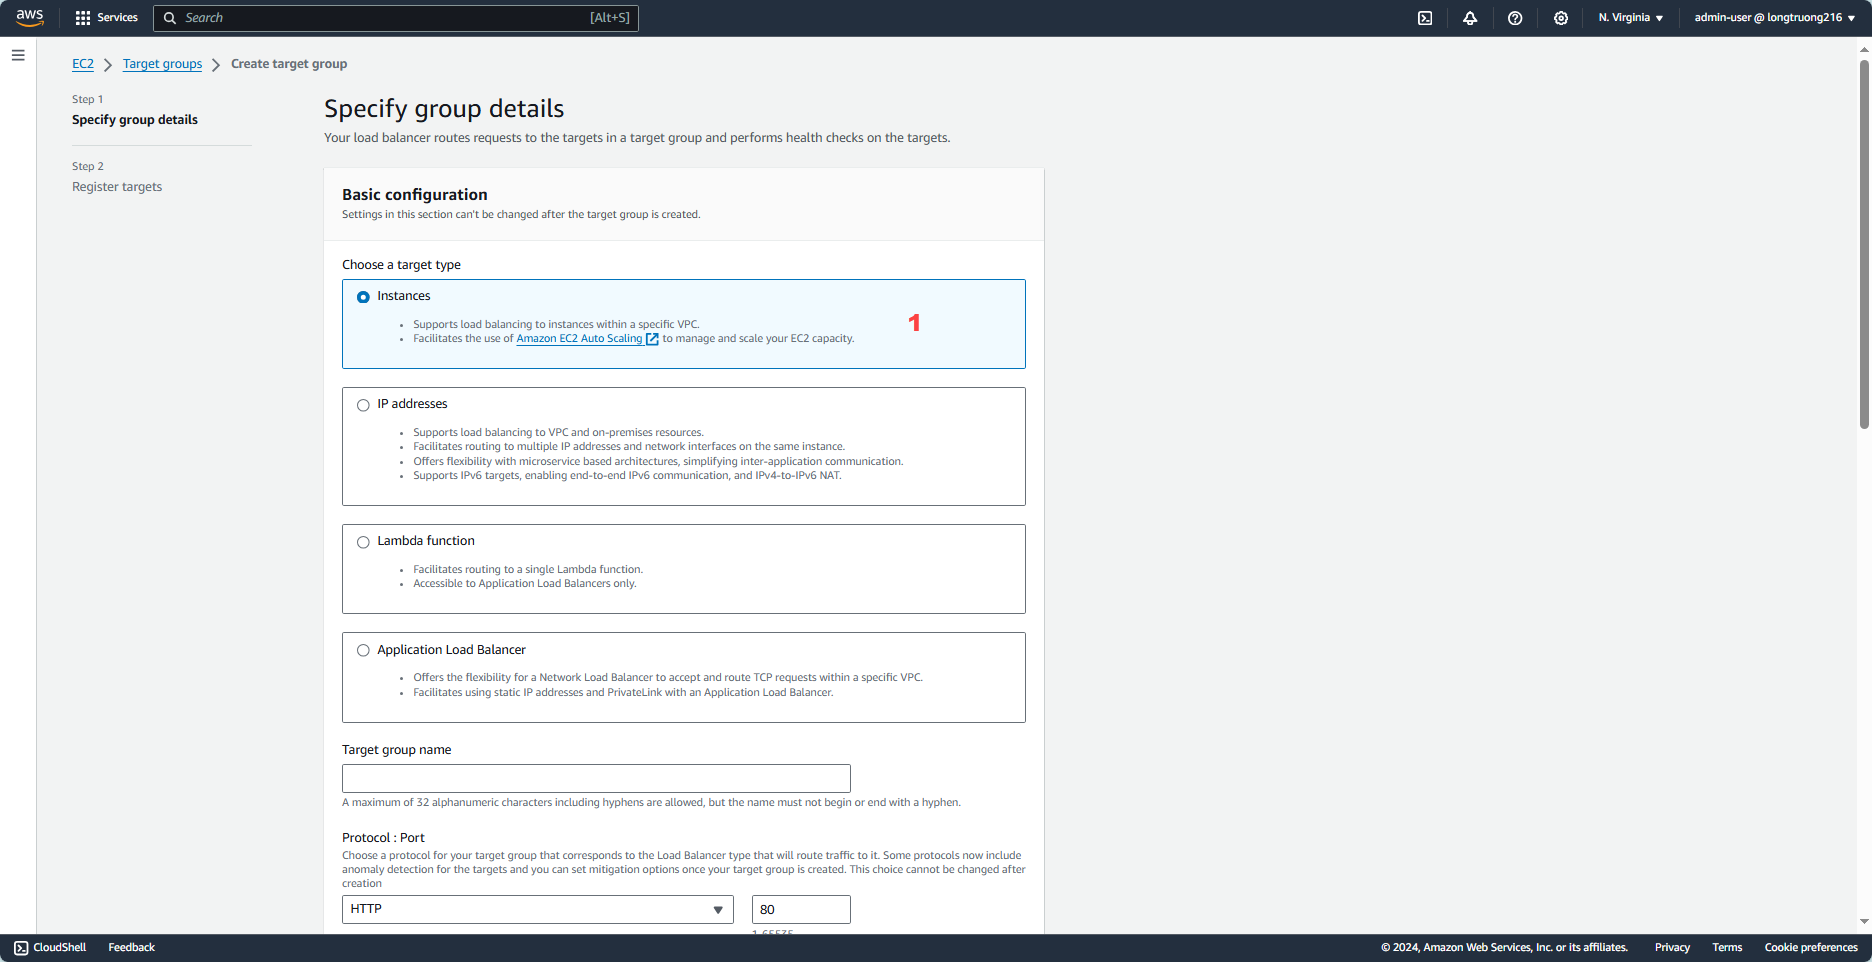 aws
Services
Search
[Alt+S]
N. Virginia
admin-user @ longtruong216
EC2
Target groups
Create target group
Step 1
Specify group details
Step 2
Register targets
Specify group details
Your load balancer routes requests to the targets in a target group and performs health checks on the targets.
Basic configuration
Settings in this section can't be changed after the target group is created.
Choose a target type
Instances
Supports load balancing to instances within a specific VPC.
Facilitates the use of Amazon EC2 Auto Scaling to manage and scale your EC2 capacity.
1
IP addresses
Supports load balancing to VPC and on-premises resources.
Facilitates routing to multiple IP addresses and network interfaces on the same instance.
Offers flexibility with microservice based architectures, simplifying inter-application communication.
Supports IPv6 targets, enabling end-to-end IPv6 communication, and IPv4-to-IPv6 NAT.
Lambda function
Facilitates routing to a single Lambda function.
Accessible to Application Load Balancers only.
Application Load Balancer
Offers the flexibility for a Network Load Balancer to accept and route TCP requests within a specific VPC.
Facilitates using static IP addresses and PrivateLink with an Application Load Balancer.
Target group name
A maximum of 32 alphanumeric characters including hyphens are allowed, but the name must not begin or end with a hyphen.
Protocol : Port
Choose a protocol for your target group that corresponds to the Load Balancer type that will route traffic to it. Some protocols now include
anomaly detection for the targets and you can set mitigation options once your target group is created. This choice cannot be changed after
creation
HTTP
80
1-65535
CloudShell
Feedback
© 2024, Amazon Web Services, Inc. or its affiliates.
Privacy
Terms
Cookie preferences